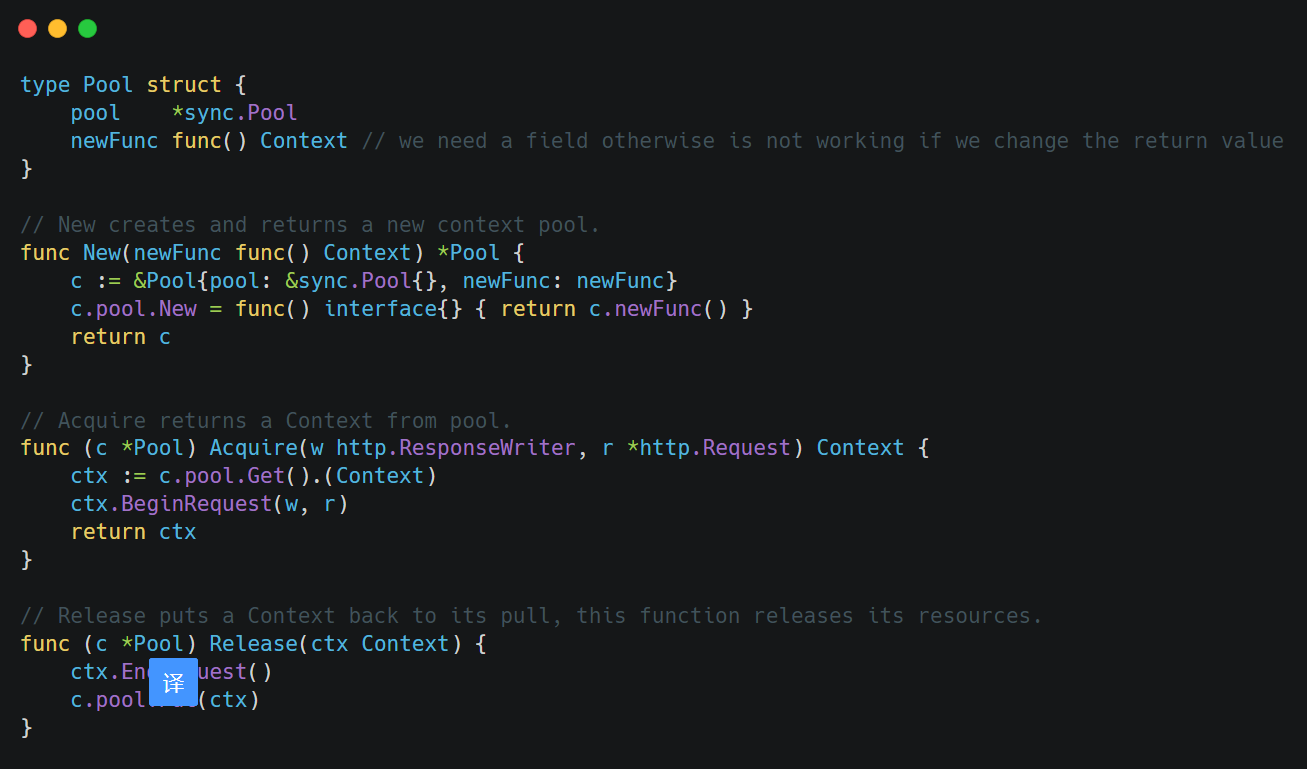 type Pool struct {
    pool    *sync.Pool
    newFunc func() Context // we need a field otherwise is not working if we change the return value
}

// New creates and returns a new context pool.
func New(newFunc func() Context) *Pool {
    c := &Pool{pool: &sync.Pool{}, newFunc: newFunc}
    c.pool.New = func() interface{} { return c.newFunc() }
    return c
}

// Acquire returns a Context from pool.
func (c *Pool) Acquire(w http.ResponseWriter, r *http.Request) Context {
    ctx := c.pool.Get().(Context)
    ctx.BeginRequest(w, r)
    return ctx
}

// Release puts a Context back to its pull, this function releases its resources.
func (c *Pool) Release(ctx Context) {
    ctx.En uest()
    c.pool (ctx)
译
}